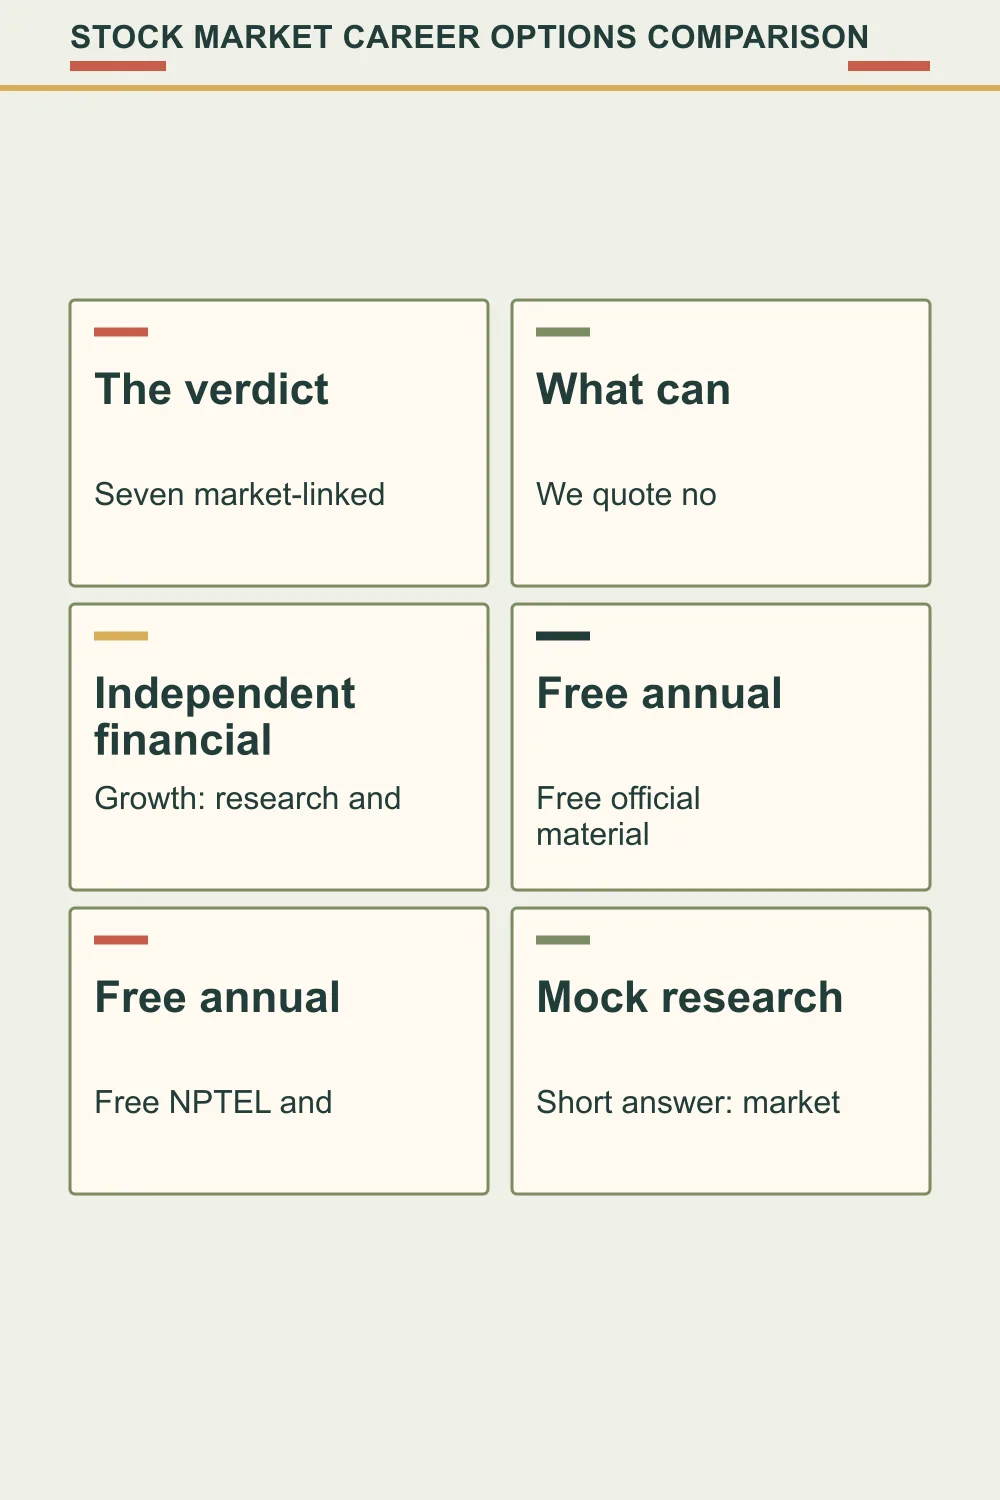 STOCK MARKET CAREER OPTIONS COMPARISON
The verdict
Seven market-linked
What can
We quote no
Independent
financial
Growth: research and
Free annual
Free official
material
Free annual
Free NPTEL and
Mock research
Short answer: market